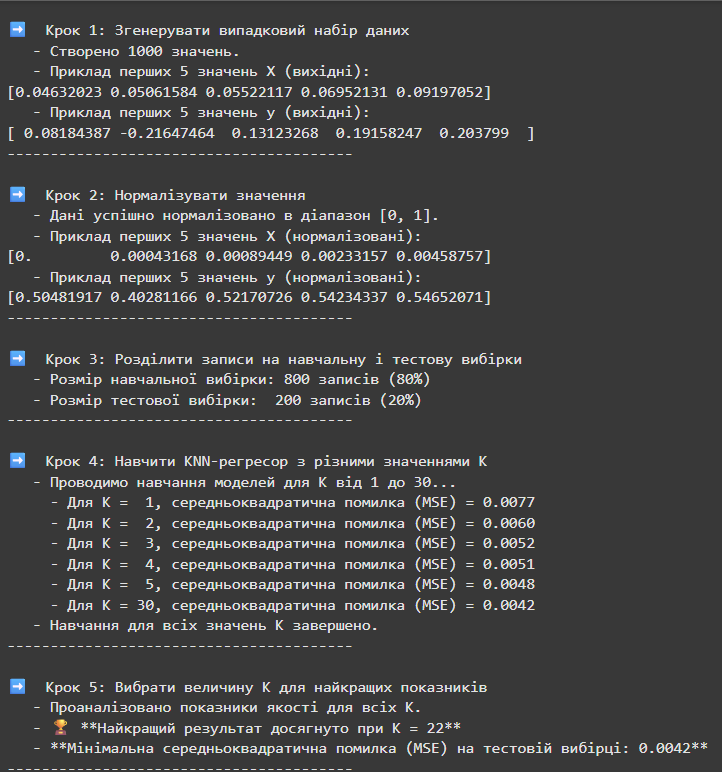 ➡️ Крок 1: Згенерувати випадковий набір даних
- Створено 1000 значень.
- Приклад перших 5 значень X (вихідні):
[0.04632023 0.05061584 0.05522117 0.06952131 0.09197052]
- Приклад перших 5 значень y (вихідні):
[ 0.08184387 -0.21647464  0.13123268  0.19158247  0.203799  ]
----------------------------------------
➡️ Крок 2: Нормалізувати значення
- Дані успішно нормалізовано в діапазон [0, 1].
- Приклад перших 5 значень X (нормалізовані):
[0.         0.00043168 0.00089449 0.00233157 0.00458757]
- Приклад перших 5 значень y (нормалізовані):
[0.50481917 0.40281166 0.52170726 0.54234337 0.54652071]
----------------------------------------
➡️ Крок 3: Розділити записи на навчальну і тестову вибірки
- Розмір навчальної вибірки: 800 записів (80%)
- Розмір тестової вибірки:  200 записів (20%)
----------------------------------------
➡️ Крок 4: Навчити KNN-регресор з різними значеннями K
- Проводимо навчання моделей для K від 1 до 30...
- Для K =  1, середньоквадратична помилка (MSE) = 0.0077
- Для K =  2, середньоквадратична помилка (MSE) = 0.0060
- Для K =  3, середньоквадратична помилка (MSE) = 0.0052
- Для K =  4, середньоквадратична помилка (MSE) = 0.0051
- Для K =  5, середньоквадратична помилка (MSE) = 0.0048
- Для K = 30, середньоквадратична помилка (MSE) = 0.0042
- Навчання для всіх значень K завершено.
----------------------------------------
➡️ Крок 5: Вибрати величину K для найкращих показників
- Проаналізовано показники якості для всіх K.
- 🏆 **Найкращий результат досягнуто при K = 22**
- **Мінімальна середньоквадратична помилка (MSE) на тестовій вибірці: 0.0042**
----------------------------------------